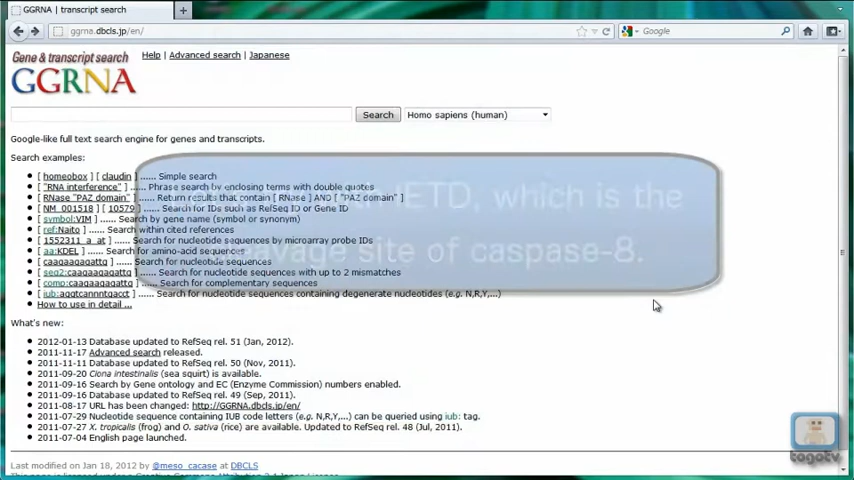 GGRNA | transcript search
ggrna.dbcls.jp/en/
Google
Gene & transcript search
GGRNA
Help | Advanced search | Japanese
Search
Homo sapiens (human)
Google-like full text search engine for genes and transcripts.
Search examples:
[ homeobox ] [ claudin ] ...... Simple search
[ "RNA interference" ] ...... Phrase search by enclosing terms with double quotes
[ RNase "PAZ domain" ] ...... Return results that contain [ RNase ] AND [ "PAZ domain" ]
[ NM_001518 ] [ 10579 ] ...... Search for IDs such as RefSeq ID or Gene ID
[ symbol:VIM ] ...... Search by gene name (symbol or synonym)
[ ref:Naito ] ...... Search within cited references
[ 1552311_a_at ] ...... Search for nucleotide sequences by microarray probe IDs
[ aa:KDEL ] ...... Search for amino-acid sequences
[ caagaagagattg ] ...... Search for nucleotide sequences
[ seq2:caagaagagattg ] ...... Search for nucleotide sequences with up to 2 mismatches
[ comp:caagaagagattg ] ...... Search for complementary sequences
[ iub:aggtcannntgacct ] ...... Search for nucleotide sequences containing degenerate nucleotides (e.g. N,R,Y,...)
How to use in detail ...
IETD, which is the
site of caspase-8.
What's new:
2012-01-13 Database updated to RefSeq rel. 51 (Jan, 2012).
2011-11-17 Advanced search released.
2011-11-11 Database updated to RefSeq rel. 50 (Nov, 2011).
2011-09-20 Ciona intestinalis (sea squirt) is available.
2011-09-16 Search by Gene ontology and EC (Enzyme Commission) numbers enabled.
2011-09-16 Database updated to RefSeq rel. 49 (Sep, 2011).
2011-08-17 URL has been changed: http://GGRNA.dbcls.jp/en/
2011-07-29 Nucleotide sequence containing IUB code letters (e.g. N,R,Y,...) can be queried using iub: tag.
2011-07-27 X. tropicalis (frog) and O. sativa (rice) are available. Updated to RefSeq rel. 48 (Jul, 2011).
2011-07-04 English page launched.
Last modified on Jan 18, 2012 by @meso_cacase at DBCLS
togotv